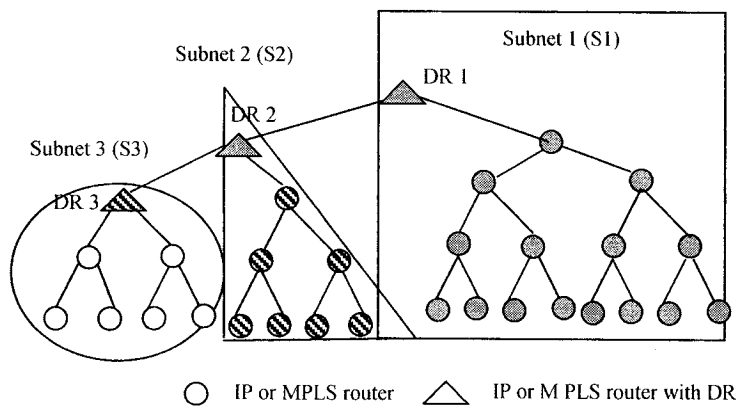 Subnet 1 (S1)
Subnet 2 (S2)
DR 1
DR 2
Subnet 3 (S3)
DR 3
IP or MPLS router
IP or M PLS router with DR